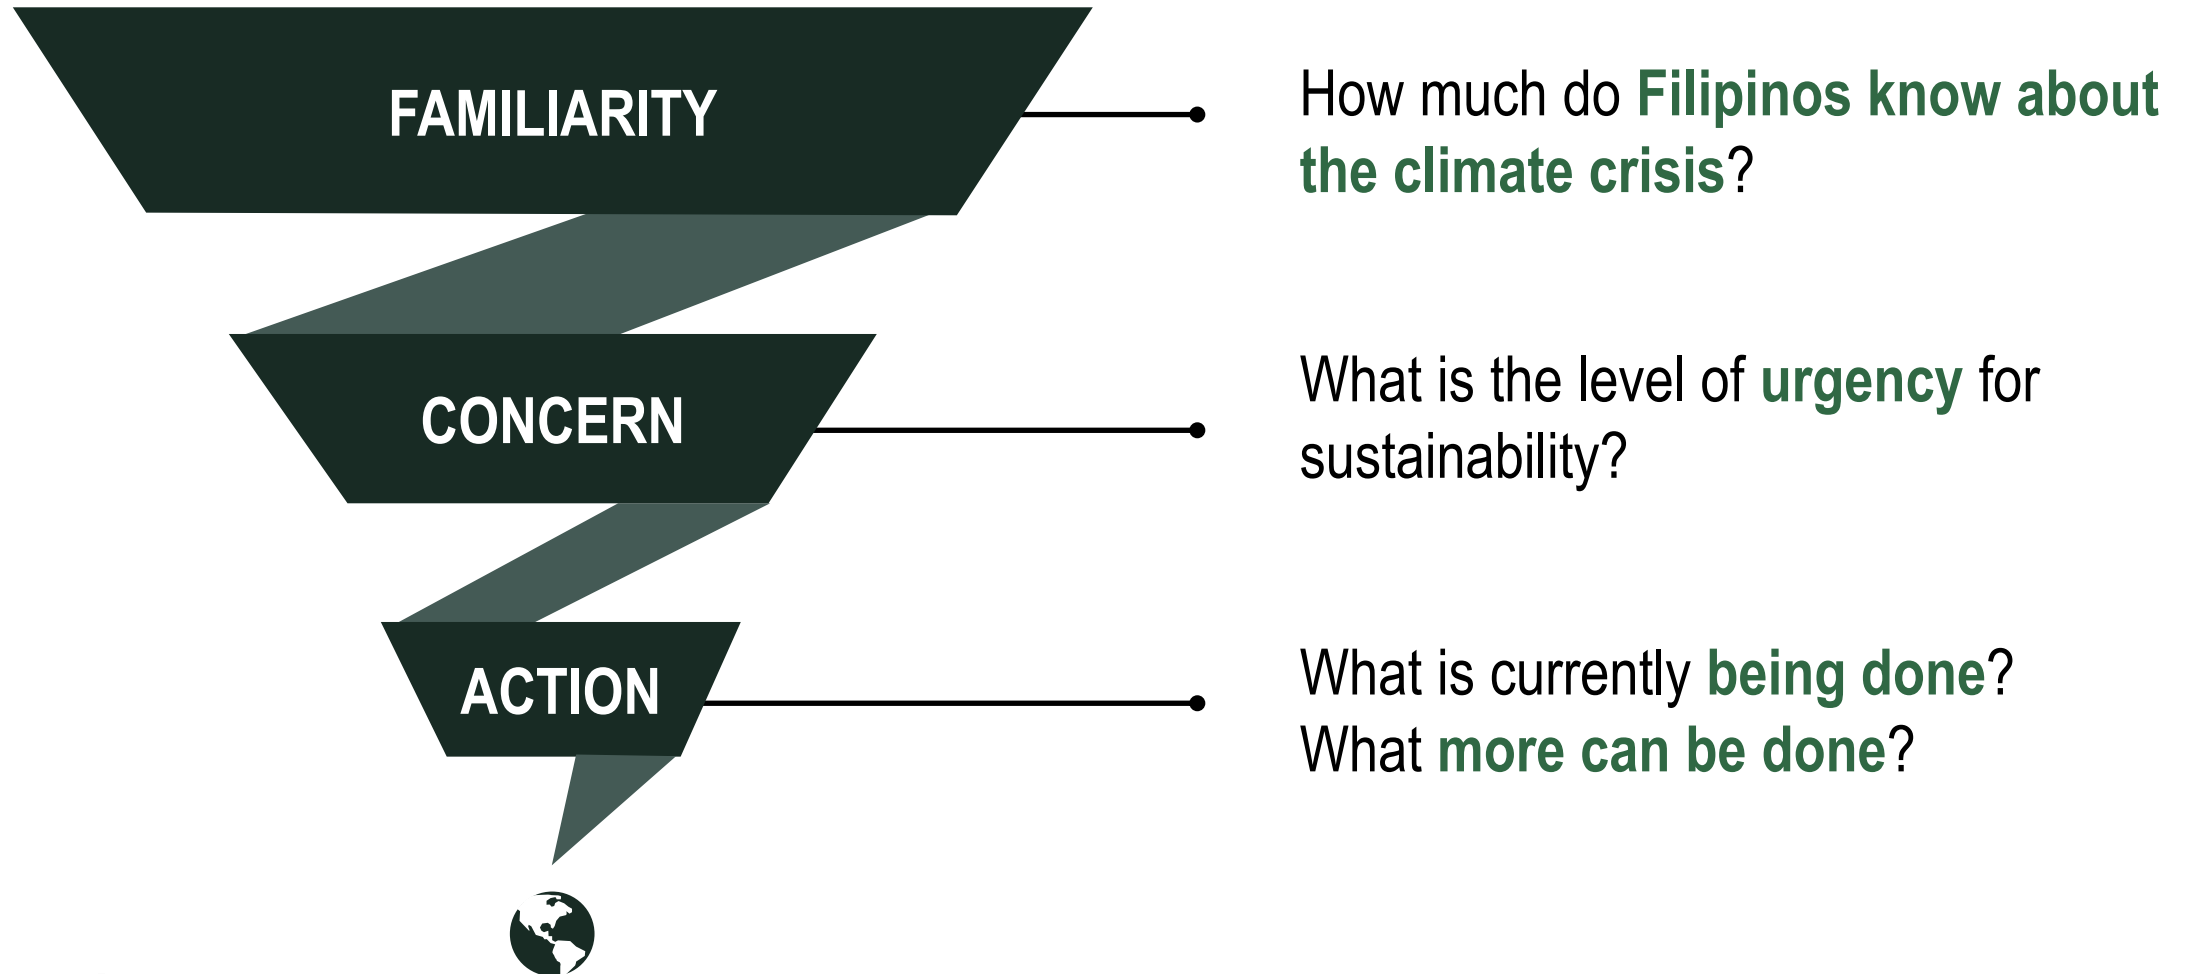 FAMILIARITY
How much do Filipinos know about
the climate crisis?
CONCERN
What is the level of urgency for
sustainability?
ACTION
What is currently being done?
What more can be done?